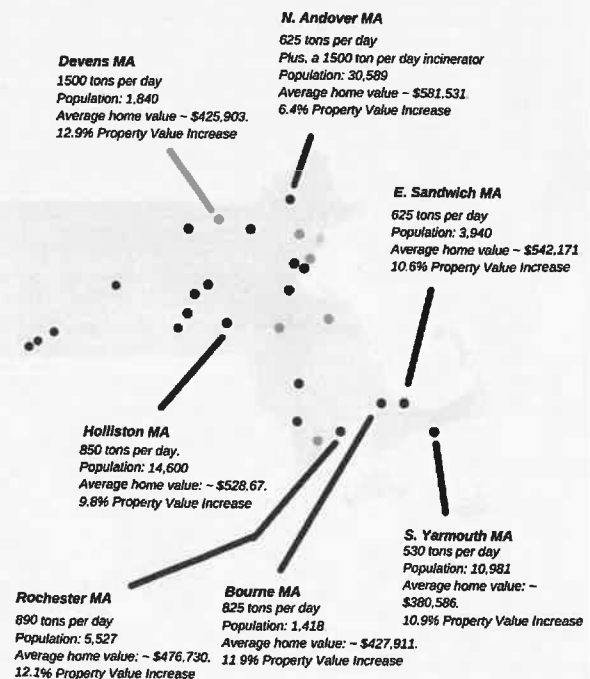 N. Andover MA
625 tons per day
Plus, a 1500 ton per day incinerator
Population: 30,589
Average home value ~ $581,531.
6.4% Property Value Increase
Devens MA
1500 tons per day
Population: 1,840
Average home value ~ $425,903.
12.9% Property Value Increase
E. Sandwich MA
625 tons per day
Population: 3,940
Average home value ~ $542,171
10.6% Property Value Increase
Holliston MA
850 tons per day.
Population: 14,600
Average home value: ~ $528.67.
9.8% Property Value Increase
S. Yarmouth MA
530 tons per day
Population: 10,981
Average home value: ~
$380,586.
10.9% Property Value Increase
Rochester MA
890 tons per day
Population: 5,527
Average home value: ~ $476,730.
12.1% Property Value Increase
Bourne MA
825 tons per day
Population: 1,418
Average home value: ~ $427,911.
11 9% Property Value Increase